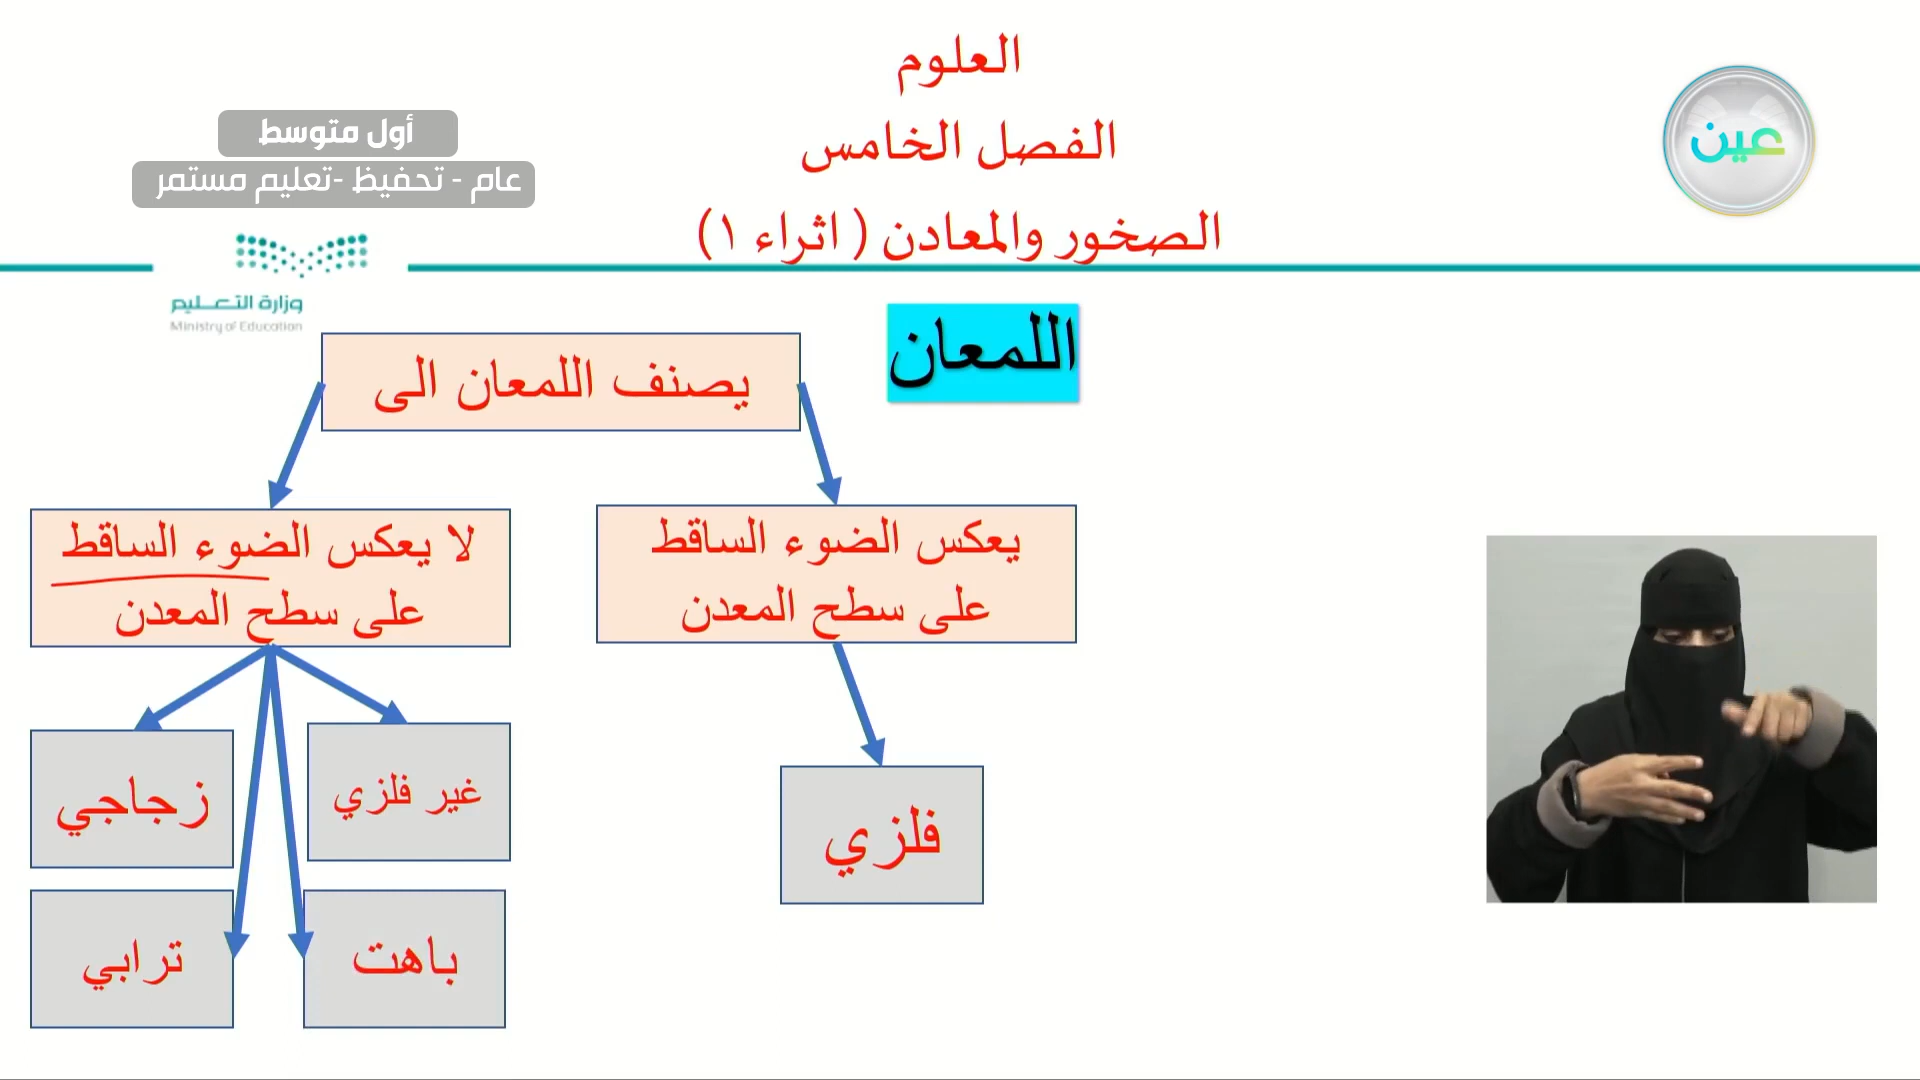 العلوم
الفصل الخامس
الصخور والمعادن ( اثراء ١)
عين
أول متوسط
عام - تحفيظ -تعليم مستمر
وزارة التعـــليم
Ministry of Education
اللمعان
يصنف اللمعان الى
يعكس الضوء الساقط
على سطح المعدن
لا يعكس الضوء الساقط
على سطح المعدن
فلزي
غير فلزي
زجاجي
باهت
ترابي